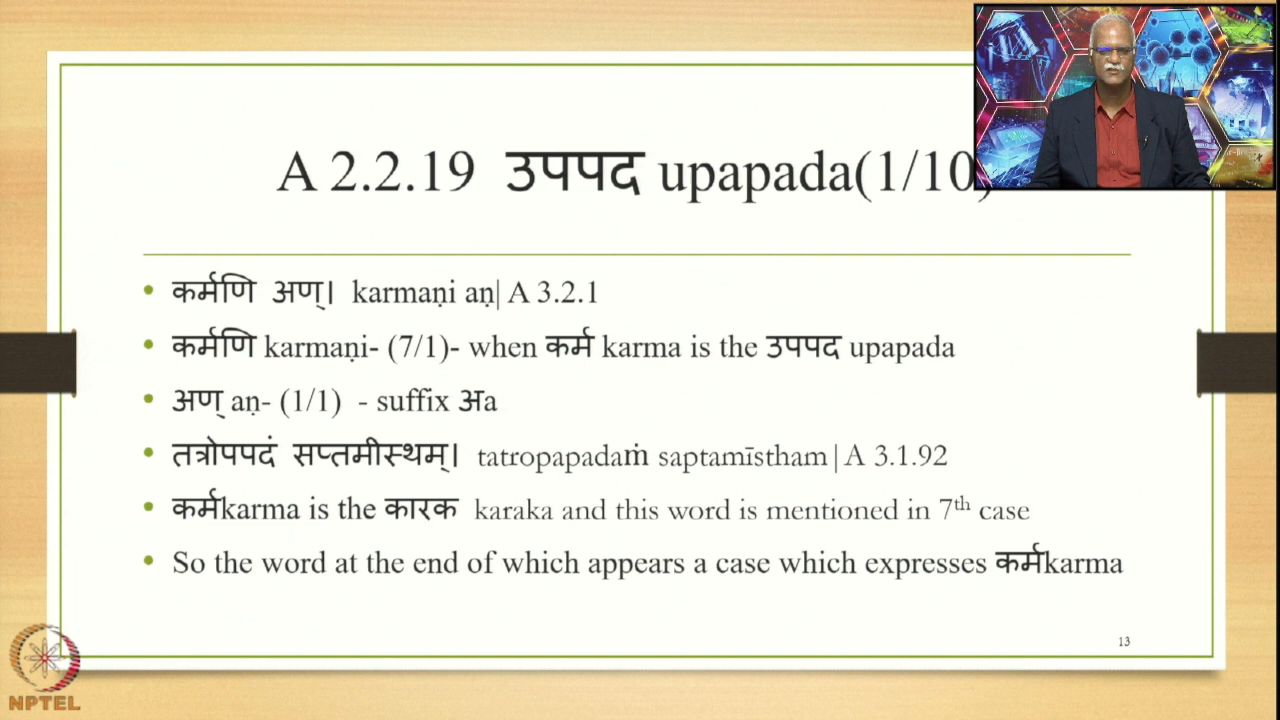 A 2.2.19 उपपद upapada(1/10)
• कर्मणि अण्। karmaṇi aṇ| A 3.2.1
• कर्मणि karmaṇi- (7/1)- when कर्म karma is the उपपद upapada
• अण् aṇ- (1/1) - suffix अa
• तत्रोपपदं सप्तमीस्थम्। tatropapadaṁ saptamīstham|A 3.1.92
• कर्मkarma is the कारक karaka and this word is mentioned in 7th case
• So the word at the end of which appears a case which expresses कर्मkarma
13
NPTEL